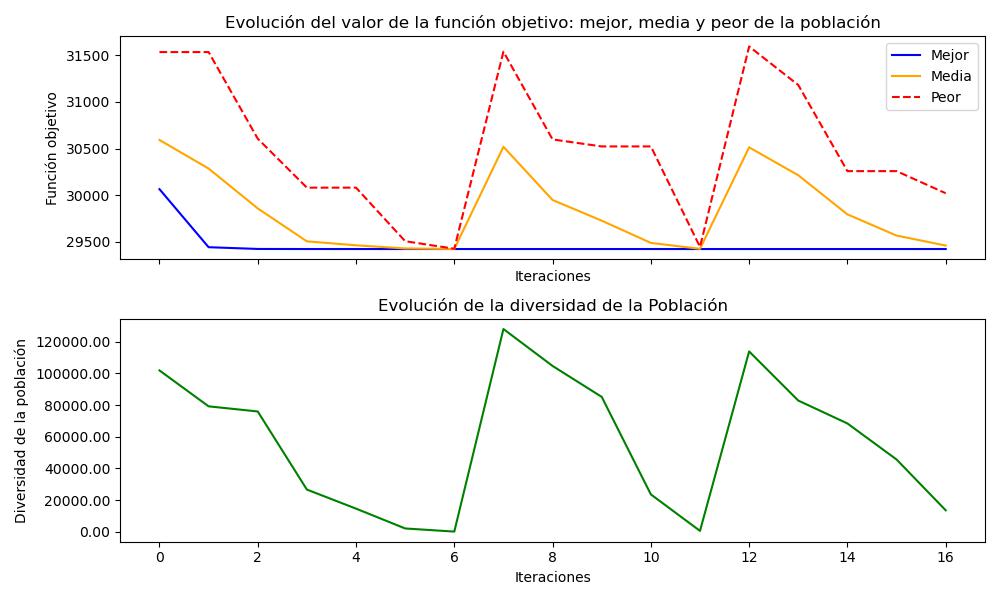 Evolución del valor de la función objetivo: mejor, media y peor de la población
Función objetivo
31500
31000
30500
30000
29500
Mejor
Media
Peor
Iteraciones
Evolución de la diversidad de la Población
Diversidad de la población
120000.00
100000.00
80000.00
60000.00
40000.00
20000.00
0.00
0 2 4 6 8 10 12 14 16
Iteraciones